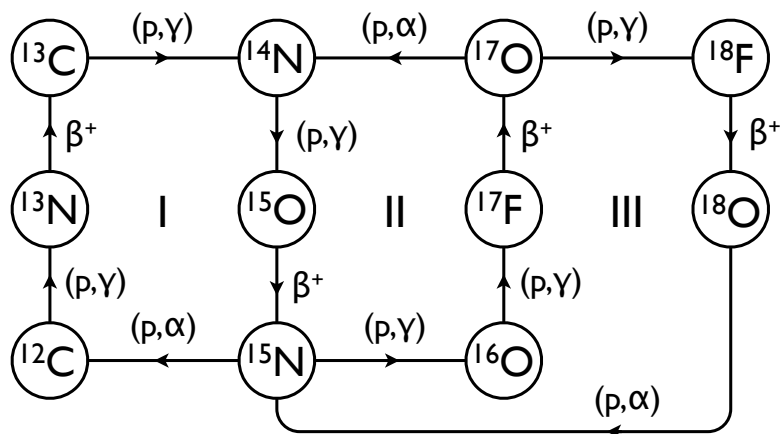 (p,γ) (p,α) (p,γ)
¹³C ¹⁴N ¹⁷O ¹⁸F
β⁺ (p,γ) β⁺ β⁺
¹³N I ¹⁵O II ¹⁷F III ¹⁸O
(p,γ) β⁺ (p,γ)
(p,α) (p,γ)
¹²C ¹⁵N ¹⁶O
(p,α)